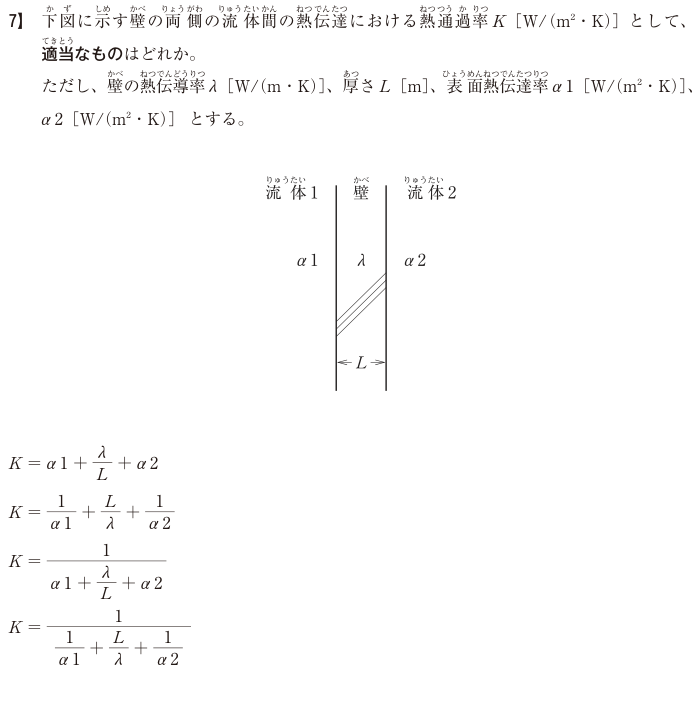 7】 下図に示す壁の両側の流体間の熱伝達における熱通過率K［W/(m²・K)］として、
適当なものはどれか。
ただし、壁の熱伝導率λ［W/(m・K)］、厚さL［m］、表面熱伝達率α1［W/(m²・K)］、
α2［W/(m²・K)］ とする。
流体1 壁 流体2
α1 λ α2
L
K = α1 + λ/L + α2
K = 1/α1 + L/λ + 1/α2
K = 1/(α1 + λ/L + α2)
K = 1/(1/α1 + L/λ + 1/α2)